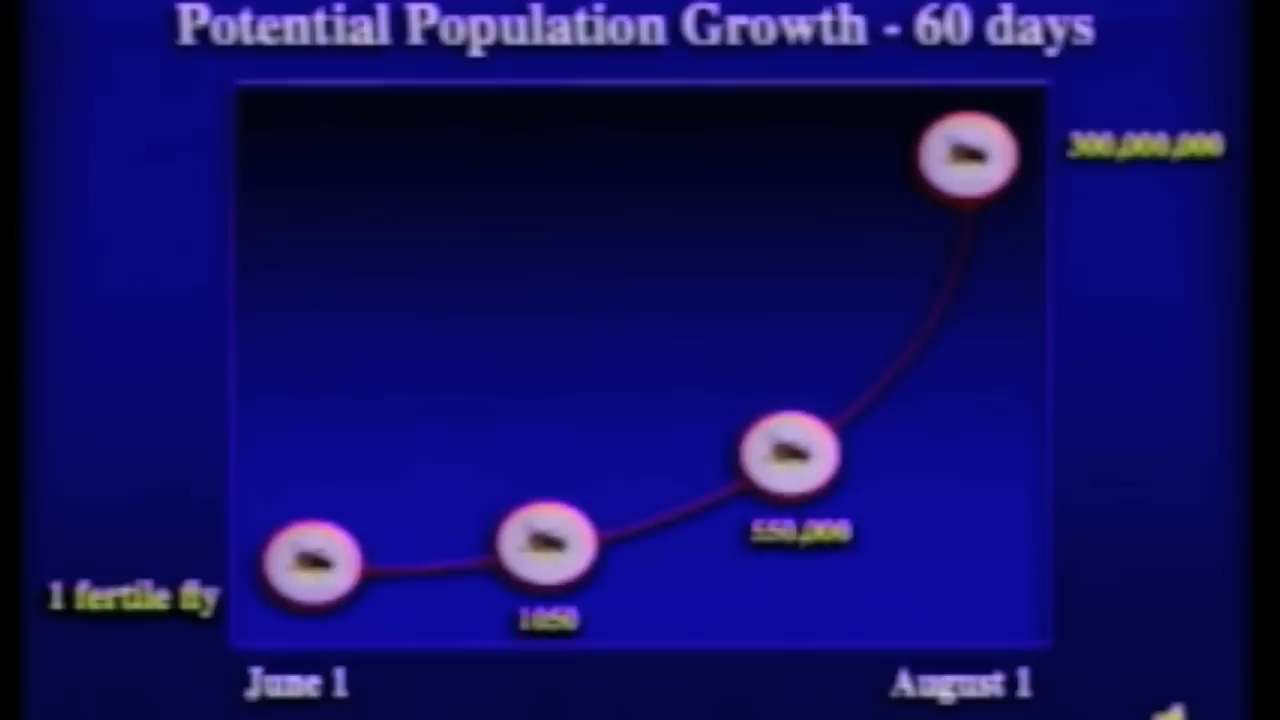 Potential Population Growth - 60 days
300,000,000
550,000
1 fertile fly
1050
June 1
August 1